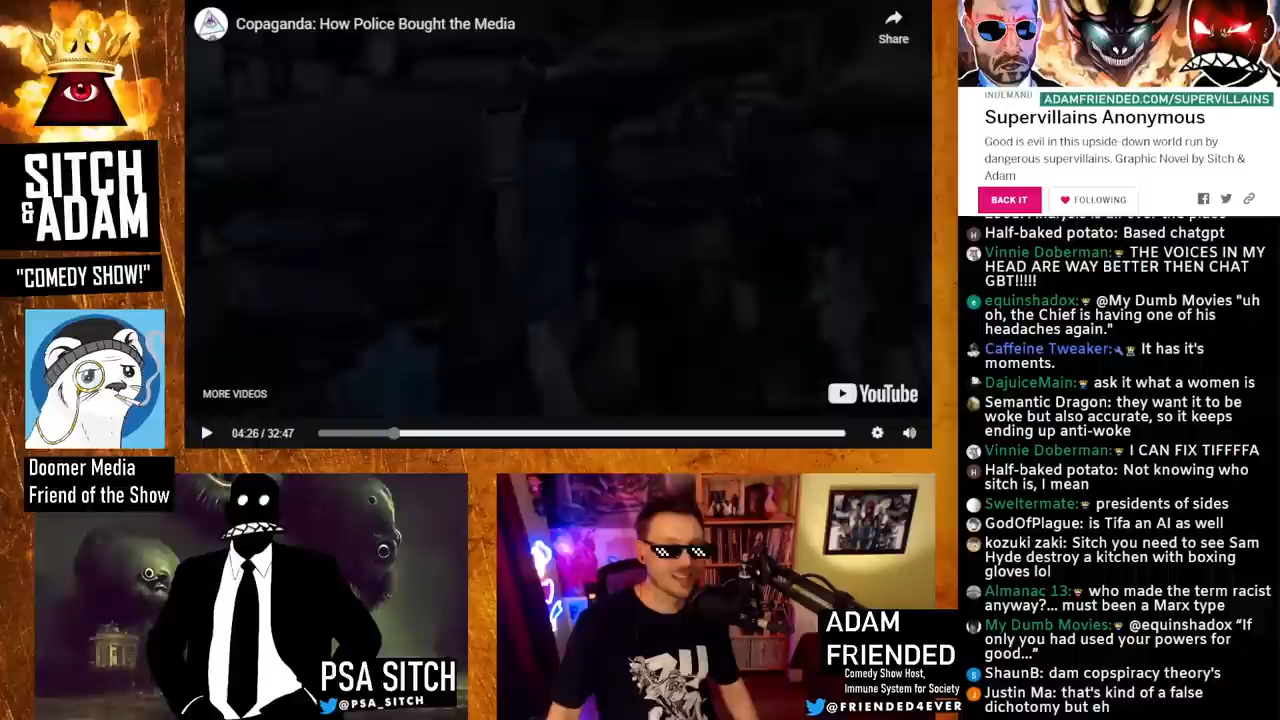 Copaganda: How Police Bought the Media
Share
MORE VIDEOS
YouTube
04:26 / 32:47
SITCH
& ADAM
"COMEDY SHOW!"
Doomer Media
Friend of the Show
PSA SITCH
@PSA_SITCH
ADAM
FRIENDED
Comedy Show Host,
Immune System for Society
@FRIENDED4EVER
INDEMAND
ADAMFRIENDED.COM/SUPERVILLAINS
Supervillains Anonymous
Good is evil in this upside-down world run by
dangerous supervillains. Graphic Novel by Sitch &
Adam
BACK IT
FOLLOWING
Half-baked potato: Based chatgpt
Vinnie Doberman: THE VOICES IN MY
HEAD ARE WAY BETTER THEN CHAT
GBT!!!!!
equinshadox: @My Dumb Movies "uh
oh, the Chief is having one of his
headaches again."
Caffeine Tweaker: It has it's
moments.
DajuiceMain: ask it what a women is
Semantic Dragon: they want it to be
woke but also accurate, so it keeps
ending up anti-woke
Vinnie Doberman: I CAN FIX TIFFFFA
Half-baked potato: Not knowing who
sitch is, I mean
Sweltermate: presidents of sides
GodOfPlague: is Tifa an AI as well
kozuki zaki: Sitch you need to see Sam
Hyde destroy a kitchen with boxing
gloves lol
Almanac 13: who made the term racist
anyway?... must been a Marx type
My Dumb Movies: @equinshadox “If
only you had used your powers for
good...”
ShaunB: dam conspiracy theory's
Justin Ma: that's kind of a false
dichotomy but eh